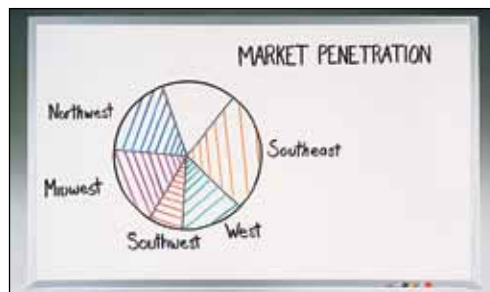 MARKET PENETRATION
Northwest
Southeast
Midwest
West
Southwest